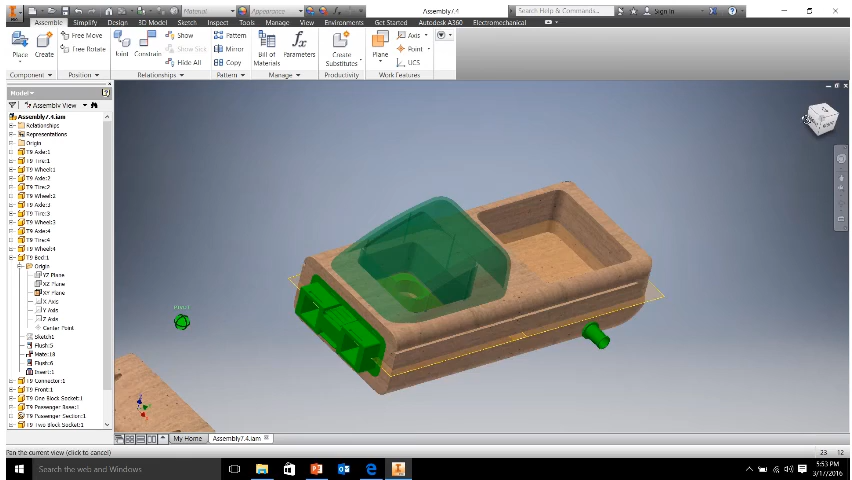 Material
Appearance
Assembly7.4
Search Help & Commands...
Sign In
Assembly Simplify Design 3D Model Sketch Inspect Tools Manage View Environments Get Started Autodesk A360 Electromechanical
Place Create Free Move Free Rotate Joint Constrain Show Show Sick Hide All Pattern Mirror Copy Bill of Materials Parameters Create Substitutes Plane Axis Point UCS
Component Position Relationships Pattern Manage Productivity Work Features
Model
Assembly View
Assembly7.4.iam
Relationships
Representations
Origin
T9 Axle:1
T9 Tire:1
T9 Wheel:1
T9 Axle:2
T9 Tire:2
T9 Wheel:2
T9 Axle:3
T9 Tire:3
T9 Wheel:3
T9 Axle:4
T9 Tire:4
T9 Wheel:4
T9 Bed:1
Origin
YZ Plane
XZ Plane
XY Plane
X Axis
Y Axis
Z Axis
Center Point
Sketch1
Flush:5
Mate:18
Flush:6
Insert:1
T9 Connector:1
T9 Front:1
T9 One Block Socket:1
T9 Passenger Base:1
T9 Passenger Section:1
T9 Two Block Socket:1
My Home Assembly7.4.iam
Pan the current view (click to cancel)
23 12
Search the web and Windows
5:53 PM
3/17/2016